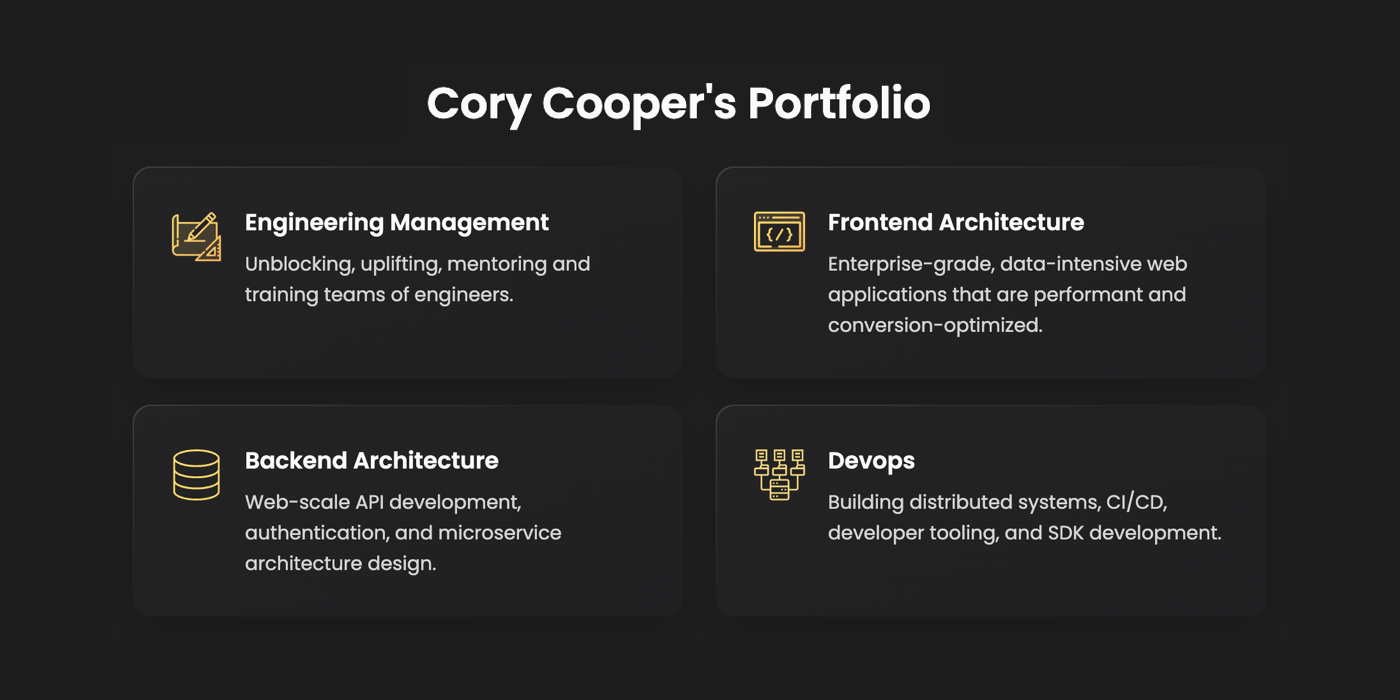 Cory Cooper's Portfolio
Engineering Management
Unblocking, uplifting, mentoring and
training teams of engineers.
Frontend Architecture
Enterprise-grade, data-intensive web
applications that are performant and
conversion-optimized.
Backend Architecture
Web-scale API development,
authentication, and microservice
architecture design.
Devops
Building distributed systems, CI/CD,
developer tooling, and SDK development.